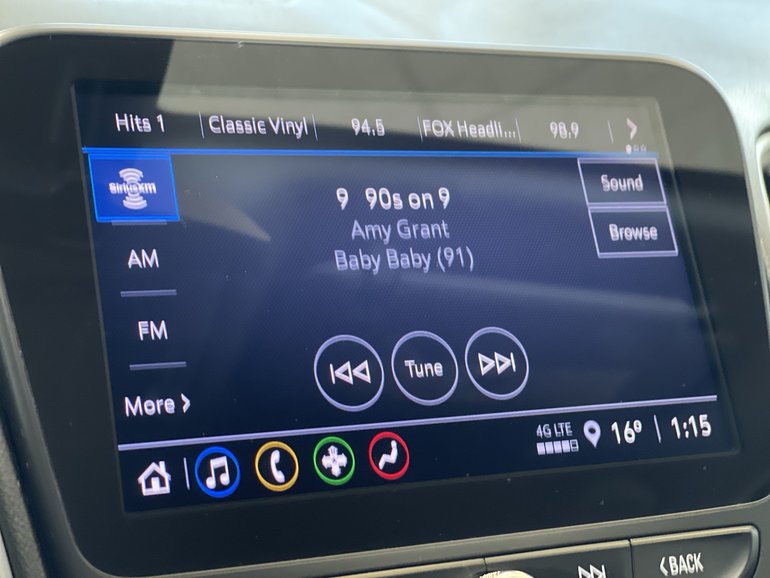 Hits 1 Classic Vinyl 94.5 FOX Headli... 98.9 >
SiriusXM
9 90s on 9
Sound
Amy Grant
Browse
Baby Baby (91)
AM
FM
Tune
More >
4G LTE 16° 1:15
<BACK